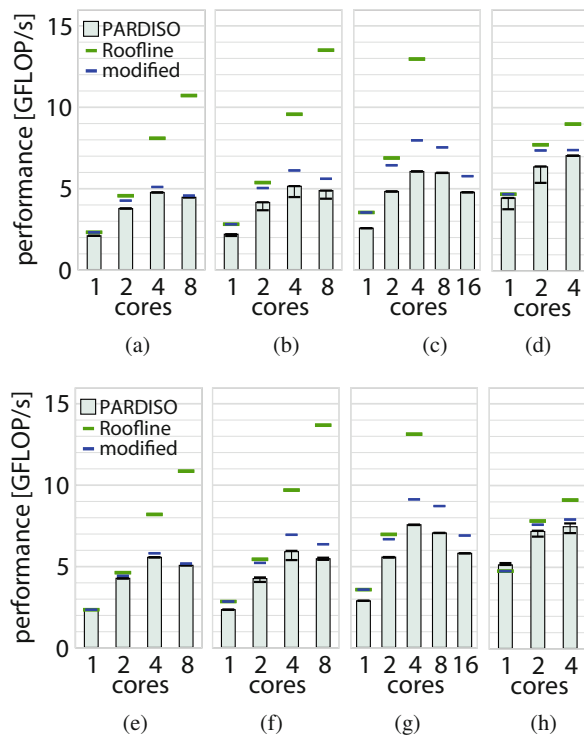 15
10
5
0
performance [GFLOP/s]
PARDISO
Roofline
modified
1 2 4 8
cores
(a)
1 2 4 8
cores
(b)
1 2 4 8 16
cores
(c)
1 2 4
cores
(d)
15
10
5
0
performance [GFLOP/s]
PARDISO
Roofline
modified
1 2 4 8
cores
(e)
1 2 4 8
cores
(f)
1 2 4 8 16
cores
(g)
1 2 4
cores
(h)